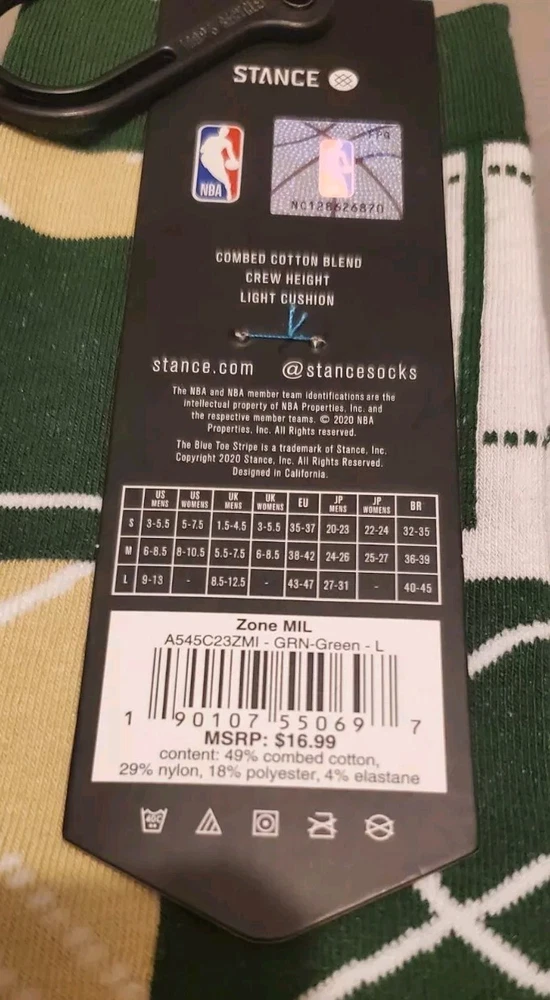 STANCE
NBA
NC188626820
COMBED COTTON BLEND
CREW HEIGHT
LIGHT CUSHION
stance.com @stancesocks
The NBA and NBA member team identifications are the
intellectual property of NBA Properties, Inc. and
the respective member teams. © 2020 NBA
Properties, Inc. All Rights reserved.
The Blue Toe Stripe is a trademark of Stance, Inc.
Copyright 2020 Stance, Inc. All Rights Reserved.
Designed in California.
US MENS US WOMENS UK MENS UK WOMENS EU JP MENS JP WOMENS BR
S 3-5.5 5-7.5 1.5-4.5 3-5.5 35-37 20-23 22-24 32-35
M 6-8.5 8-10.5 5.5-7.5 6-8.5 38-42 24-26 25-27 36-39
L 9-13 - 8.5-12.5 - 43-47 27-31 - 40-45
Zone MIL
A545C23ZMI - GRN-Green - L
1 90107 55069 7
MSRP: $16.99
content: 49% combed cotton,
29% nylon, 18% polyester, 4% elastane